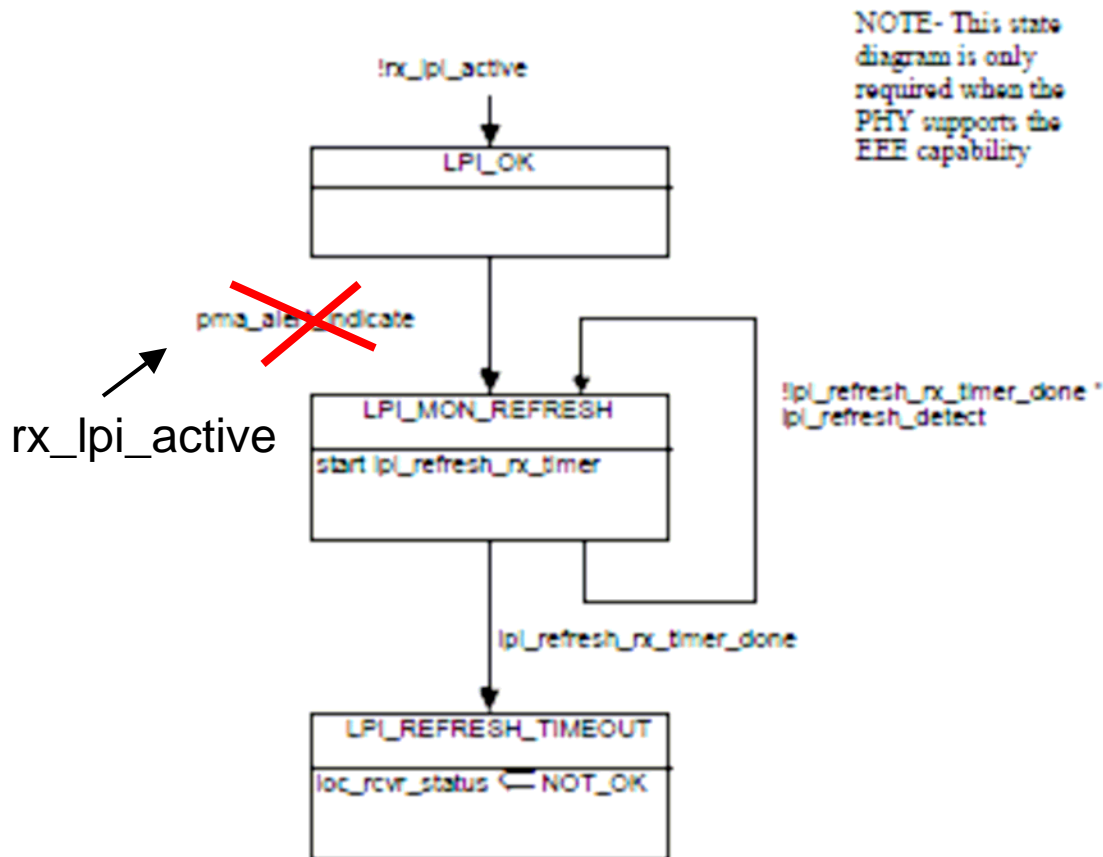 NOTE- This state
diagram is only
required when the
PHY supports the
EEE capability
!rx_lpi_active
LPI_OK
pma_alert_indicate
rx_lpi_active
LPI_MON_REFRESH
start lpi_refresh_rx_timer
!lpi_refresh_rx_timer_done *
lpi_refresh_detect
lpi_refresh_rx_timer_done
LPI_REFRESH_TIMEOUT
loc_rcvr_status ⇐ NOT_OK